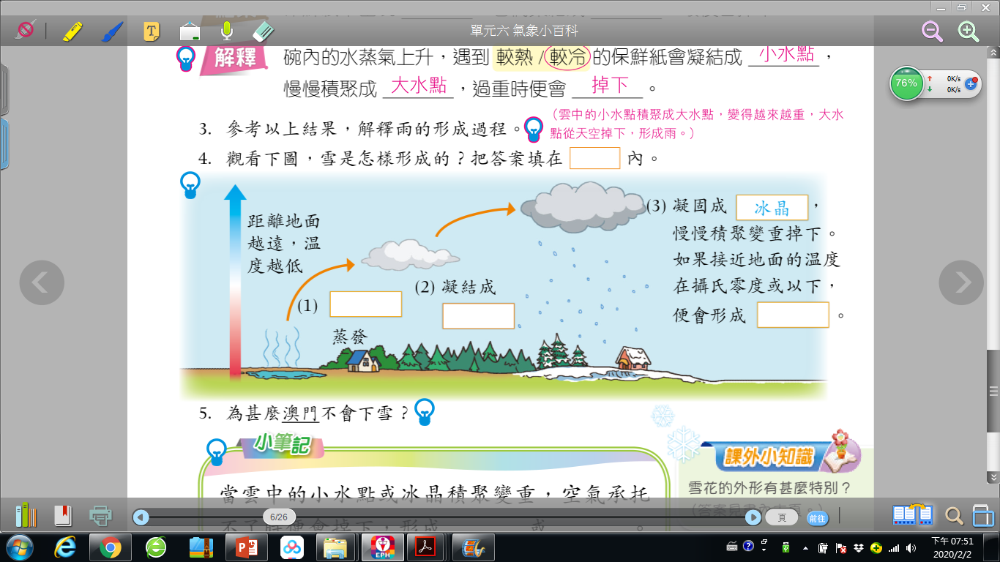 單元六 氣象小百科
解釋
碗內的水蒸氣上升，遇到 較熱 / 較冷 的保鮮紙會凝結成 小水點 ，
慢慢積聚成 大水點 ，過重時便會 掉下 。
3. 參考以上結果，解釋雨的形成過程。
（雲中的小水點積聚成大水點，變得越來越重，大水
點從天空掉下，形成雨。）
4. 觀看下圖，雪是怎樣形成的？把答案填在 內。
距離地面
越遠，温
度越低
(1)
蒸發
(2) 凝結成
(3) 凝固成 冰晶 ，
慢慢積聚變重掉下。
如果接近地面的温度
在攝氏零度或以下，
便會形成 。
5. 為甚麼澳門不會下雪？
小筆記
當雲中的小水點或冰晶積聚變重，空氣承托
不了時便會掉下，形成 或 。
課外小知識
雪花的外形有甚麼特別？
76%
0K/s
0K/s
6/26
頁
前往
EPH
下午 07:51
2020/2/2